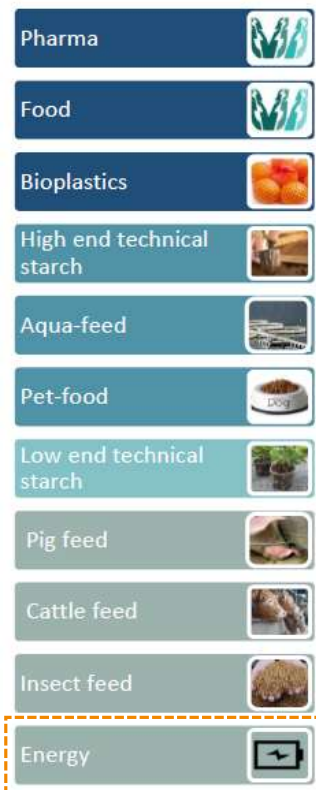 Pharma
Food
Bioplastics
High end technical
starch
Aqua-feed
Pet-food
Dog
Low end technical
starch
Pig feed
Cattle feed
Insect feed
Energy